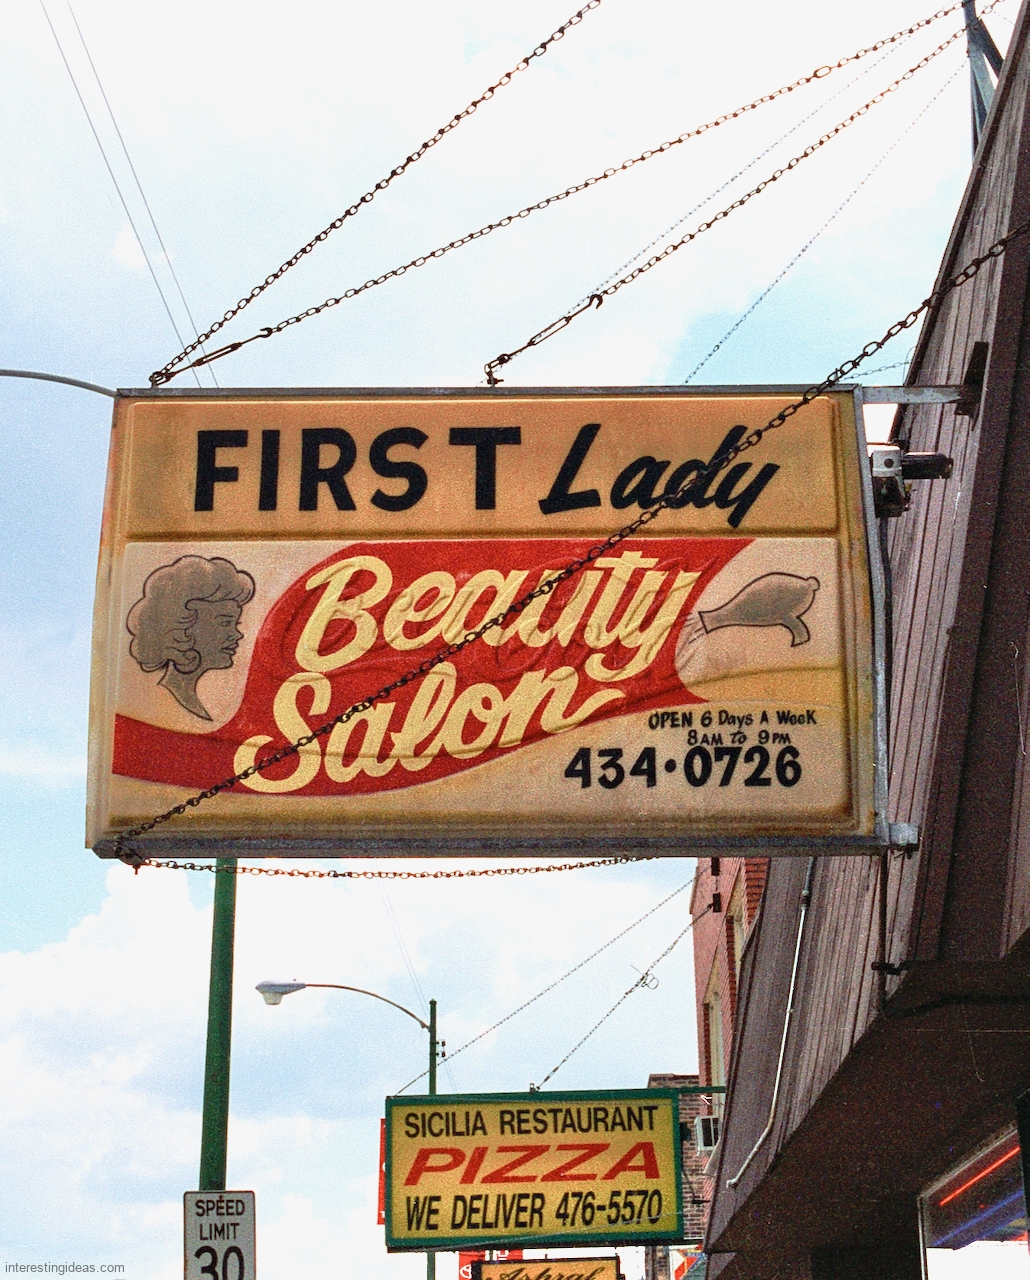 FIRST Lady
Beauty
Salon
OPEN 6 Days A Week
8AM to 9PM
434•0726
SICILIA RESTAURANT
PIZZA
WE DELIVER 476-5570
SPEED
LIMIT
30
Ashraf
interestingideas.com